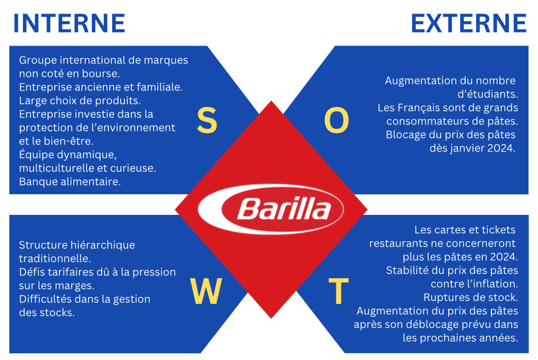 INTERNE
EXTERNE
Groupe international de marques
non coté en bourse.
Entreprise ancienne et familiale.
Large choix de produits.
Entreprise investie dans la
protection de l'environnement
et le bien-être.
Équipe dynamique,
multiculturelle et curieuse.
Banque alimentaire.
S
O
Augmentation du nombre
d'étudiants.
Les Français sont de grands
consommateurs de pâtes.
Blocage du prix des pâtes
dès janvier 2024.
Barilla
Structure hiérarchique
traditionnelle.
Défis tarifaires dû à la pression
sur les marges.
Difficultés dans la gestion
des stocks.
W
T
Les cartes et tickets
restaurants ne concerneront
plus les pâtes en 2024.
Stabilité du prix des pâtes
contre l'inflation.
Ruptures de stock.
Augmentation du prix des pâtes
après son déblocage prévu dans
les prochaines années.